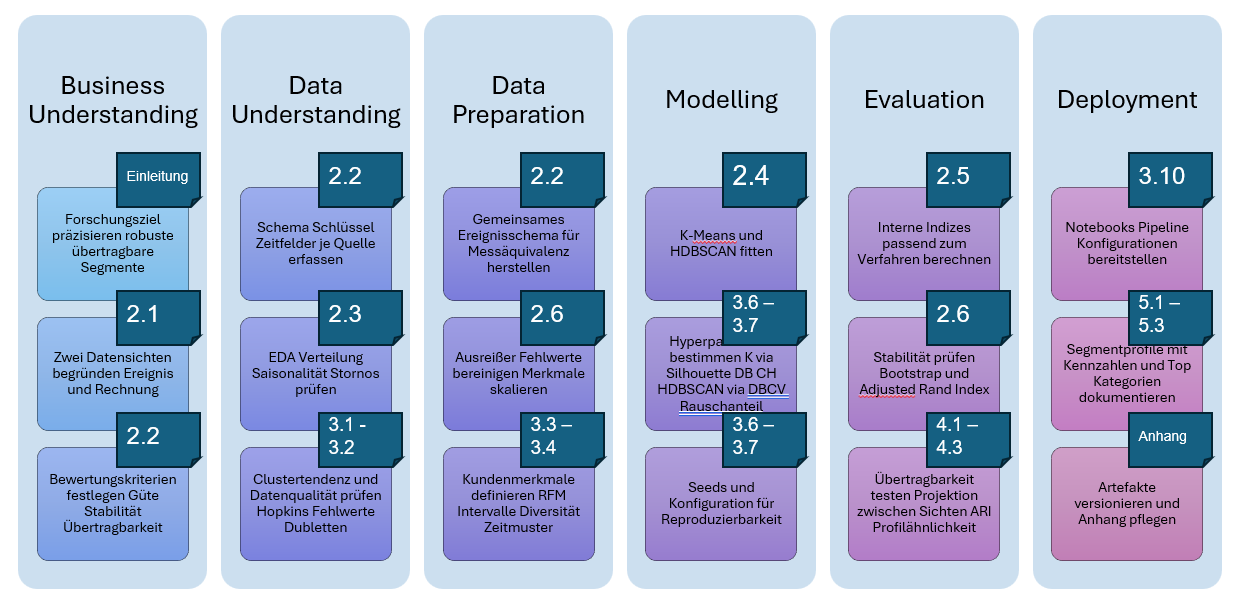 Business
Understanding
Einleitung
Forschungsziel
präzisieren robuste
übertragbare
Segmente
2.1
Zwei Datensichten
begründen Ereignis
und Rechnung
2.2
Bewertungskriterien
festlegen Güte
Stabilität
Übertragbarkeit
Data
Understanding
2.2
Schema Schlüssel
Zeitfelder je Quelle
erfassen
2.3
EDA Verteilung
Saisonalität Stornos
prüfen
3.1 -
3.2
Clustertendenz und
Datenqualität prüfen
Hopkins Fehlwerte
Dubletten
Data
Preparation
2.2
Gemeinsames
Ereignisschema für
Messäquivalenz
herstellen
2.6
Ausreißer Fehlwerte
bereinigen Merkmale
skalieren
3.3 –
3.4
Kundenmerkmale
definieren RFM
Intervalle Diversität
Zeitmuster
Modelling
2.4
K-Means und
HDBSCAN fitten
3.6 –
3.7
bestimmen K via
Silhouette DB CH
HDBSCAN via DBCV
Rauschanteil
3.6 –
3.7
Seeds und
Konfiguration für
Reproduzierbarkeit
Evaluation
2.5
Interne Indizes
passend zum
Verfahren berechnen
2.6
Stabilität prüfen
Bootstrap und
Adjusted Rand Index
4.1 –
4.3
Übertragbarkeit
testen Projektion
zwischen Sichten ARI
Profilähnlichkeit
Deployment
3.10
Notebooks Pipeline
Konfigurationen
bereitstellen
5.1 –
5.3
Segmentprofile mit
Kennzahlen und Top
Kategorien
dokumentieren
Anhang
Artefakte
versionieren und
Anhang pflegen